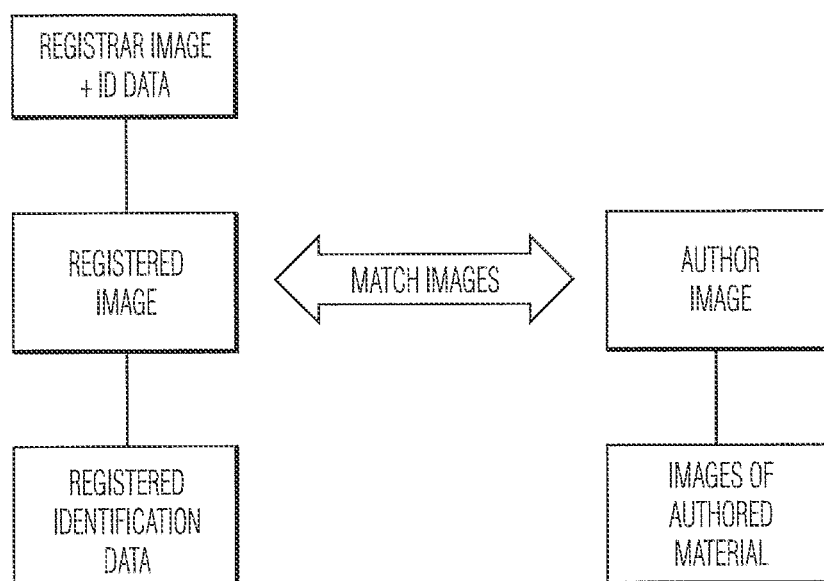 REGISTRAR IMAGE
+ ID DATA
REGISTERED
IMAGE
MATCH IMAGES
AUTHOR
IMAGE
REGISTERED
IDENTIFICATION
DATA
IMAGES OF
AUTHORED
MATERIAL